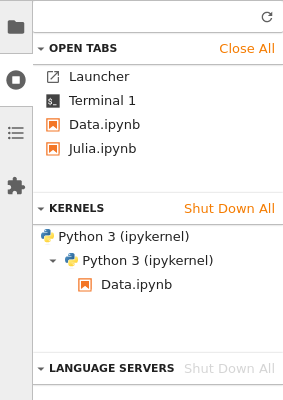 OPEN TABS Close All
Launcher
$_ Terminal 1
Data.ipynb
Julia.ipynb
KERNELS Shut Down All
Python 3 (ipykernel)
Python 3 (ipykernel)
Data.ipynb
LANGUAGE SERVERS Shut Down All